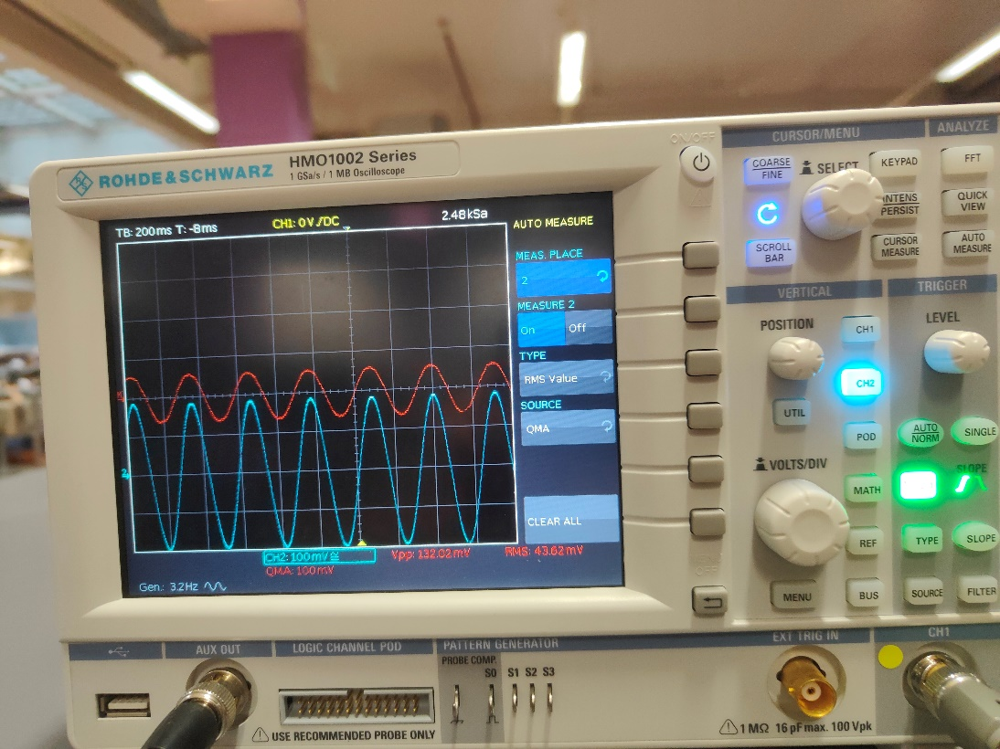 ROHDE&SCHWARZ
HMO1002 Series
1 GSa/s / 1 MB Oscilloscope
ON/OFF
CURSOR/MENU
ANALYZE
COARSE
FINE
SELECT
KEYPAD
FFT
INTENS
PERSIST
QUICK
VIEW
SCROLL
BAR
CURSOR
MEASURE
AUTO
MEASURE
TB: 200ms T: -8ms
CH1: 0V / DC
2.48kSa
AUTO MEASURE
MEAS. PLACE
2
MEASURE 2
On
Off
TYPE
RMS Value
SOURCE
QMA
CLEAR ALL
2
CH2: 100mV
Vpp: 132.02mV
RMS: 43.62mV
QMA: 100mV
Gen.: 3.2Hz
VERTICAL
TRIGGER
POSITION
CH1
LEVEL
CH2
UTIL
POD
AUTO
NORM
SINGLE
VOLTS/DIV
SLOPE
MATH
REF
TYPE
SLOPE
OFF
MENU
BUS
SOURCE
FILTER
AUX OUT
LOGIC CHANNEL POD
PATTERN GENERATOR
PROBE COMP.
S0
S1
S2
S3
EXT TRIG IN
CH1
USE RECOMMENDED PROBE ONLY
1 MΩ 16 pF max. 100 Vpk